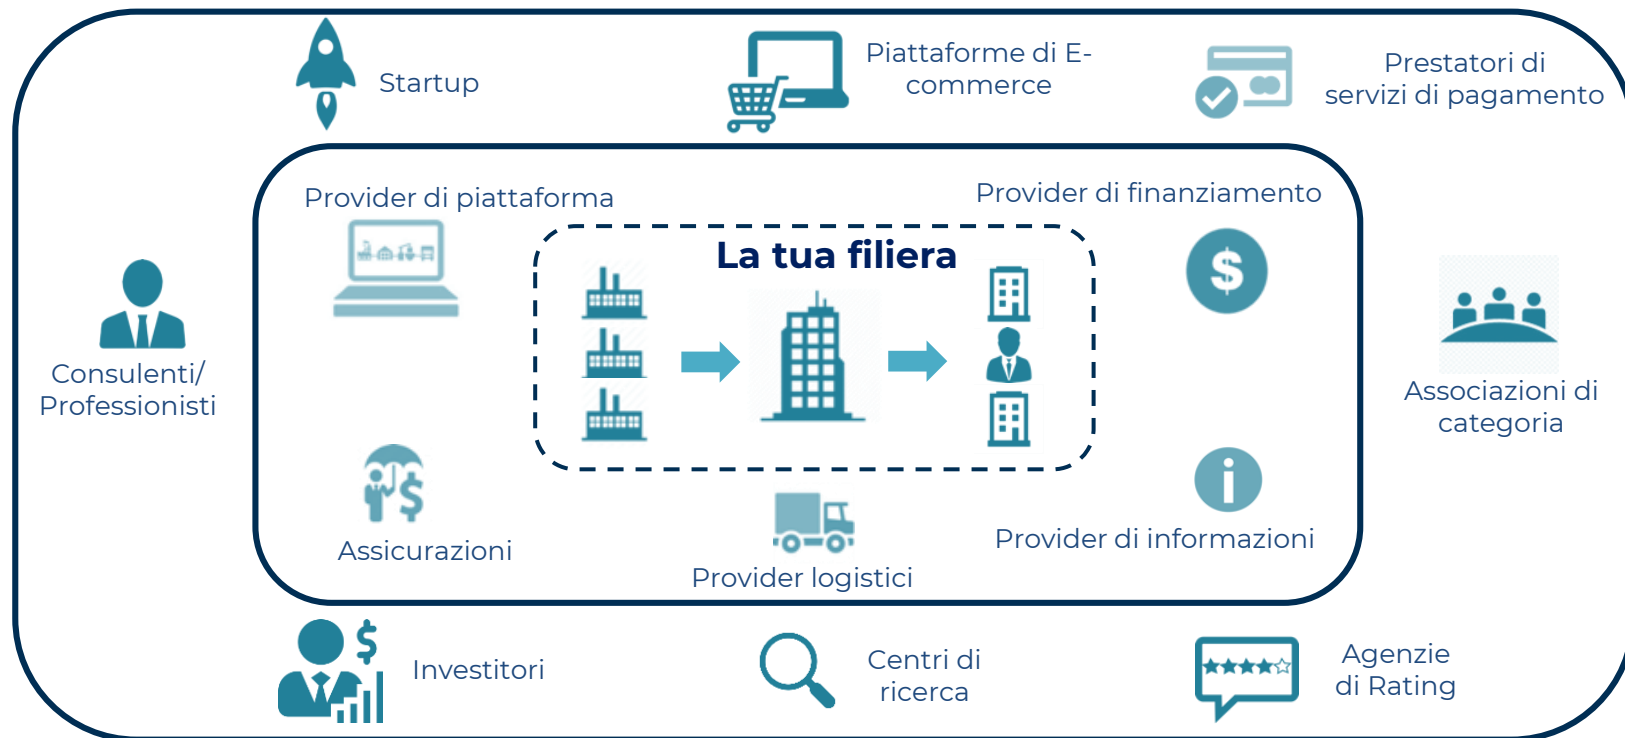 Startup
Piattaforme di E-
commerce
Prestatori di
servizi di pagamento
Provider di piattaforma
Provider di finanziamento
La tua filiera
Consulenti/
Professionisti
Associazioni di
categoria
Assicurazioni
Provider logistici
Provider di informazioni
Investitori
Centri di
ricerca
Agenzie
di Rating